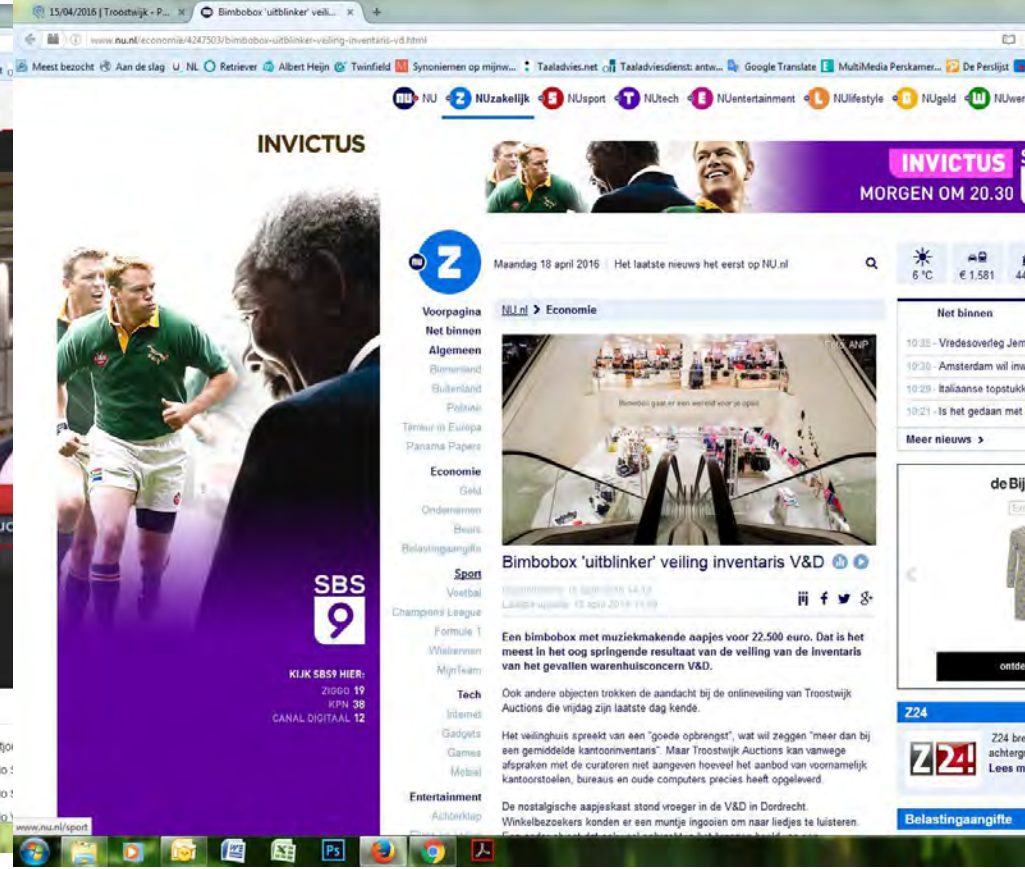 15/04/2016 | Troostwijk - P...
Bimbobox 'uitblinker' veili...
www.nu.nl/economie/4247503/bimbobox-uitblinker-veiling-inventaris-vd.html
Meest bezocht Aan de slag U_NL Retriever Albert Heijn Twinfield Synoniemen op mijnw... Taaladvies.net Taaladviesdienst: antw... Google Translate MultiMedia Perskamer... De Perslijst
NU NUzakelijk NUsport NUtech NUentertainment NUlifestyle NUgeld NUwer
INVICTUS
INVICTUS
MORGEN OM 20.30
nu Z
Maandag 18 april 2016 Het laatste nieuws het eerst op NU.nl
6 °C € 1.581 44
Voorpagina
Net binnen
Algemeen
Binnenland
Buitenland
Politiek
Terreur in Europa
Panama Papers
Economie
Geld
Ondernemen
Beurs
Belastingaangifte
Sport
Voetbal
Champions League
Formule 1
Wielrennen
MijnTeam
Tech
Internet
Gadgets
Games
Mobiel
Entertainment
Achterklap
NU.nl > Economie
ANP
Bimbobox 'uitblinker' veiling inventaris V&D
Een bimbobox met muziekmakende aapjes voor 22.500 euro. Dat is het
meest in het oog springende resultaat van de veiling van de inventaris
van het gevallen warenhuisconcern V&D.
Ook andere objecten trokken de aandacht bij de onlineveiling van Troostwijk
Auctions die vrijdag zijn laatste dag kende.
Het veilinghuis spreekt van een "goede opbrengst", wat wil zeggen "meer dan bij
een gemiddelde kantoorinventaris". Maar Troostwijk Auctions kan vanwege
afspraken met de curatoren niet aangeven hoeveel het aanbod van voornamelijk
kantoorstoelen, bureaus en oude computers precies heeft opgeleverd.
De nostalgische aapjeskast stond vroeger in de V&D in Dordrecht.
Winkelbezoekers konden er een muntje ingooien om naar liedjes te luisteren.
Net binnen
10:35 - Vredesoverleg Jem
10:30 - Amsterdam wil inw
10:29 - Italiaanse topstukk
10:21 - Is het gedaan met
Meer nieuws >
de Bij
ontde
Z24
Z24!
Z24 bre
achtergr
Lees m
Belastingaangifte
SBS
9
KIJK SBS9 HIER:
ZIGGO 19
KPN 38
CANAL DIGITAAL 12
www.nu.nl/sport
Ps